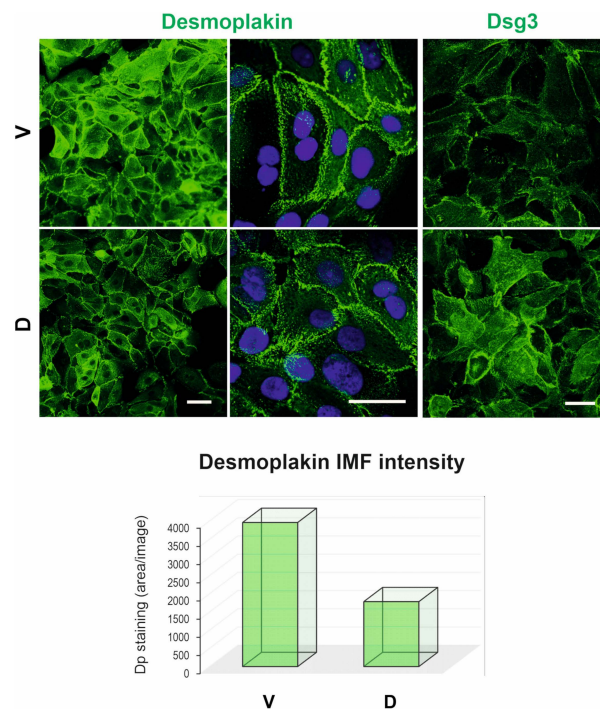 Desmoplakin Dsg3
V
D
Desmoplakin IMF intensity
Dp staining (area/image)
4000
3500
3000
2500
2000
1500
1000
500
0
V D